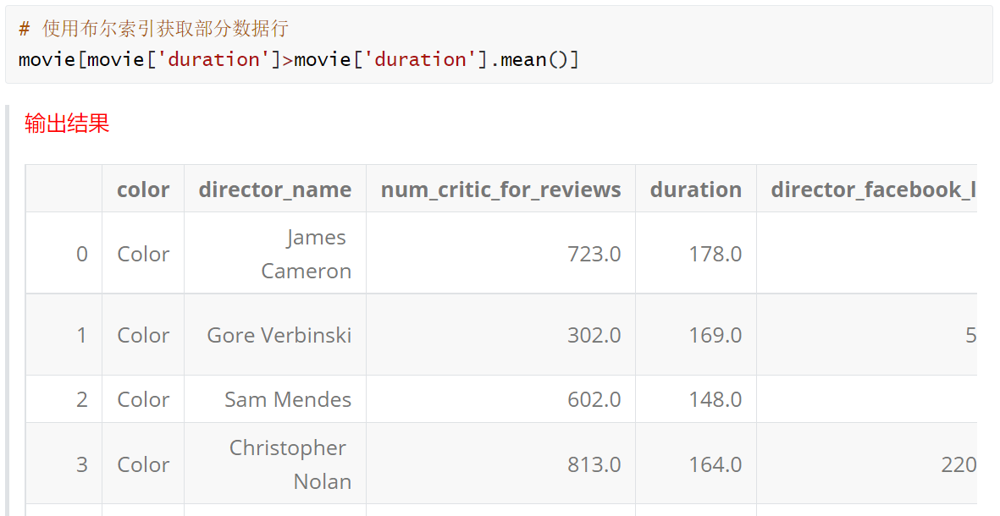 # 使用布尔索引获取部分数据行
movie[movie['duration']>movie['duration'].mean()]
输出结果
color director_name num_critic_for_reviews duration director_facebook_l
0 Color James Cameron 723.0 178.0
1 Color Gore Verbinski 302.0 169.0 5
2 Color Sam Mendes 602.0 148.0
3 Color Christopher Nolan 813.0 164.0 220